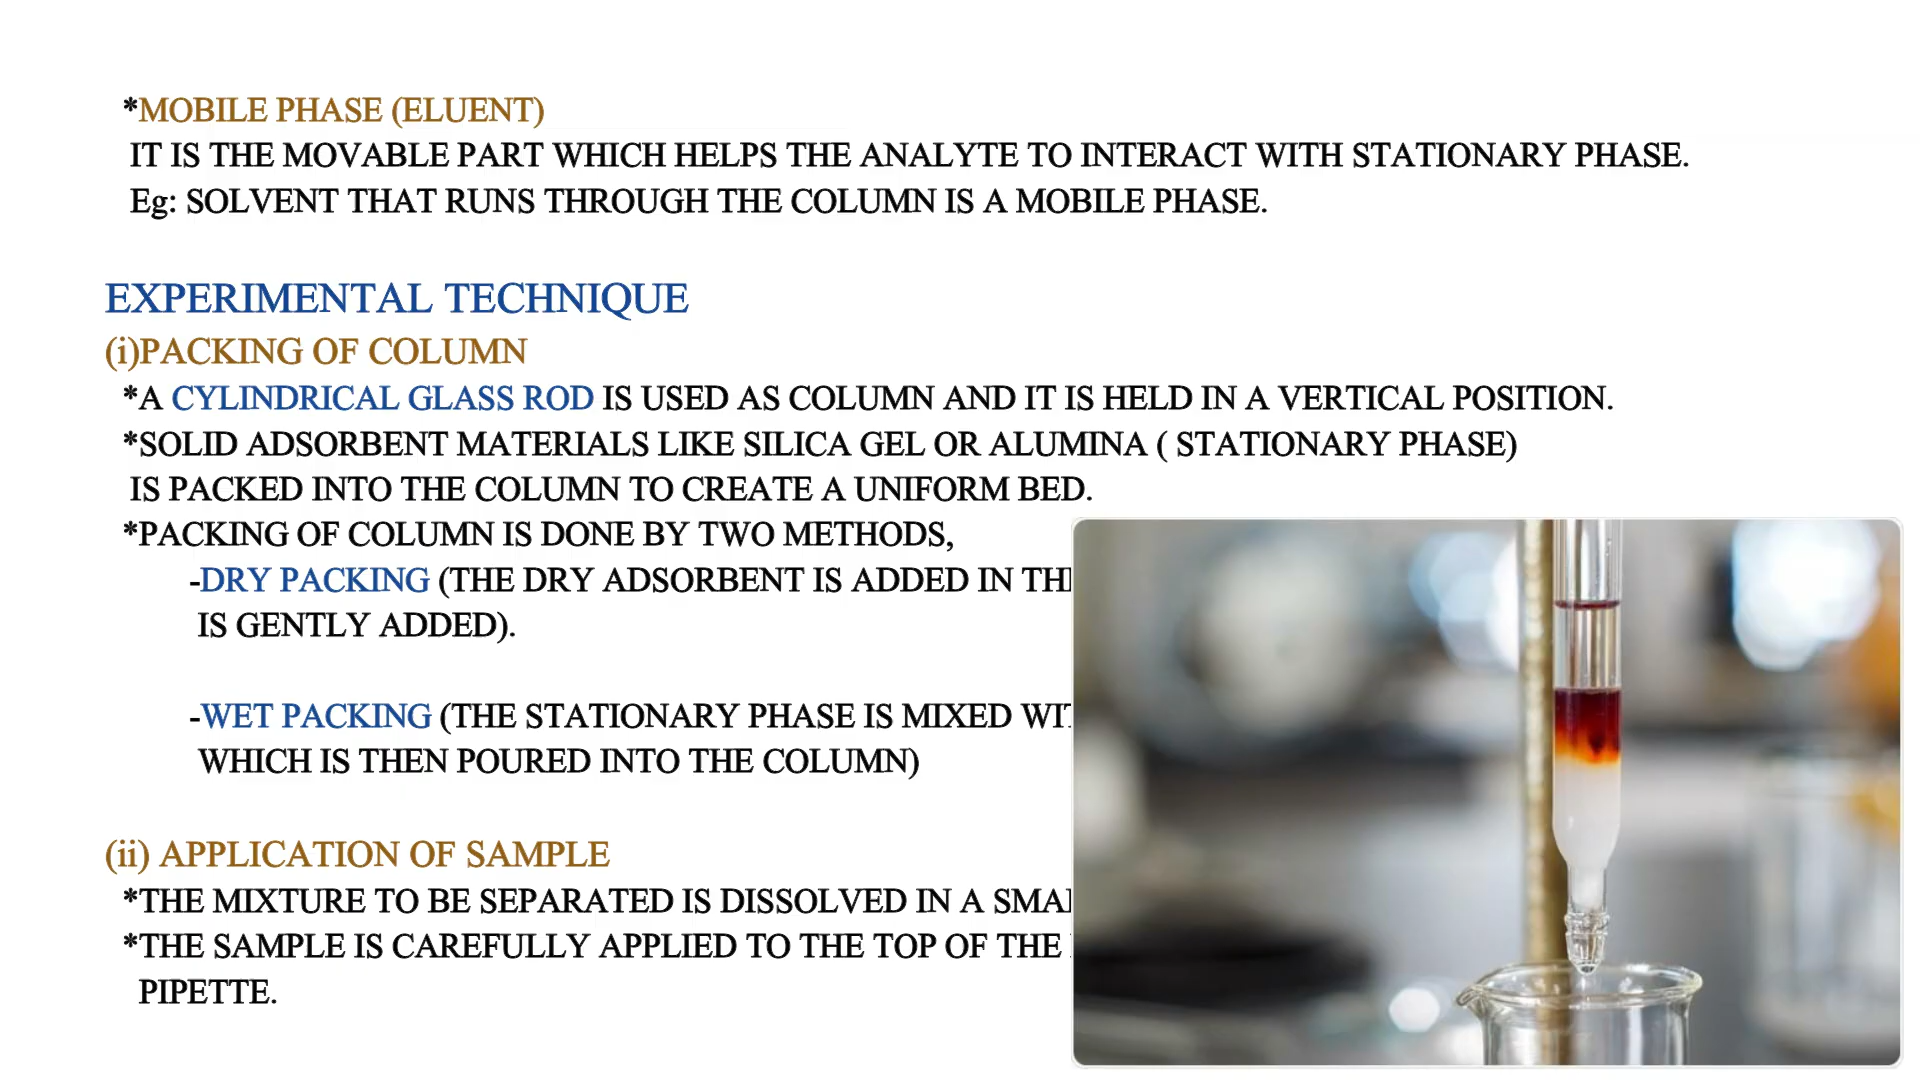 *MOBILE PHASE (ELUENT)
IT IS THE MOVABLE PART WHICH HELPS THE ANALYTE TO INTERACT WITH STATIONARY PHASE.
Eg: SOLVENT THAT RUNS THROUGH THE COLUMN IS A MOBILE PHASE.
EXPERIMENTAL TECHNIQUE
(i)PACKING OF COLUMN
*A CYLINDRICAL GLASS ROD IS USED AS COLUMN AND IT IS HELD IN A VERTICAL POSITION.
*SOLID ADSORBENT MATERIALS LIKE SILICA GEL OR ALUMINA ( STATIONARY PHASE)
IS PACKED INTO THE COLUMN TO CREATE A UNIFORM BED.
*PACKING OF COLUMN IS DONE BY TWO METHODS,
-DRY PACKING (THE DRY ADSORBENT IS ADDED IN
IS GENTLY ADDED).
-WET PACKING (THE STATIONARY PHASE IS MIXED
WHICH IS THEN POURED INTO THE COLUMN)
(ii) APPLICATION OF SAMPLE
*THE MIXTURE TO BE SEPARATED IS DISSOLVED IN A
*THE SAMPLE IS CAREFULLY APPLIED TO THE TOP OF THE
PIPETTE.